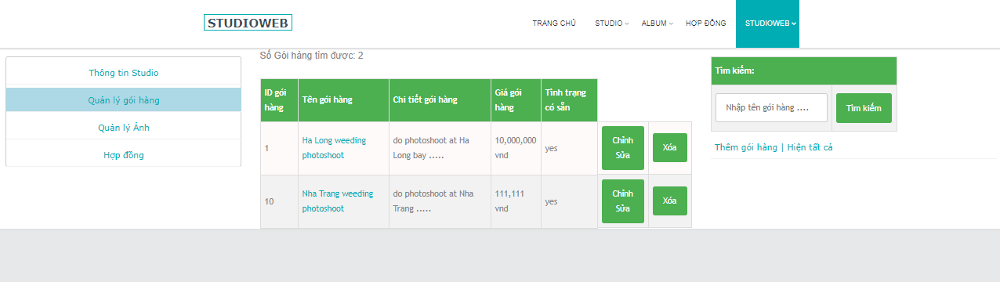 STUDIOWEB
TRANG CHỦ STUDIO ALBUM HỢP ĐỒNG STUDIOWEB
Thông tin Studio
Quản lý gói hàng
Quản lý Ảnh
Hợp đồng
Số Gói hàng tìm được: 2
ID gói hàng
Tên gói hàng
Chi tiết gói hàng
Giá gói hàng
Tình trạng có sẵn
1
Ha Long weeding photoshoot
do photoshoot at Ha Long bay .....
10,000,000 vnd
yes
Chỉnh Sửa
Xóa
10
Nha Trang weeding photoshoot
do photoshoot at Nha Trang .....
111,111 vnd
yes
Chỉnh Sửa
Xóa
Tìm kiếm:
Nhập tên gói hàng ....
Tìm kiếm
Thêm gói hàng | Hiện tất cả